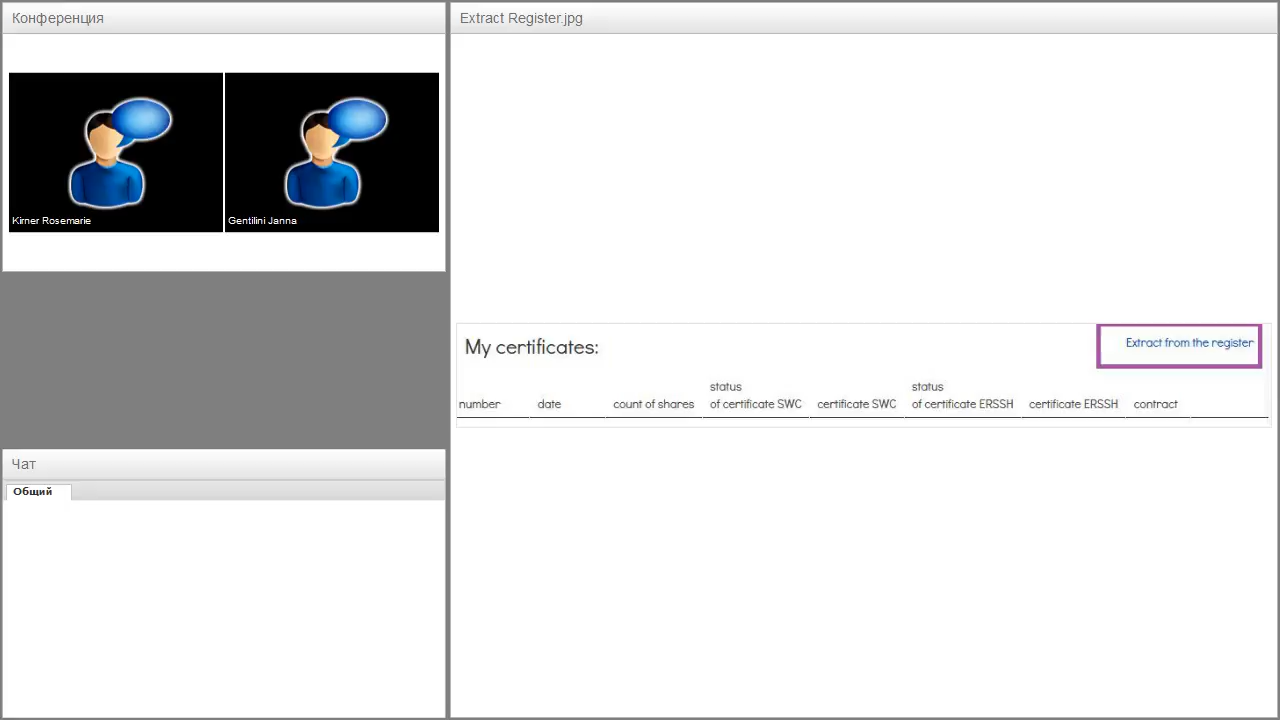 Конференция
Kirner Rosemarie
Gentilini Janna
Чат
Общий
Extract Register.jpg
My certificates:
Extract from the register
number date count of shares status of certificate SWC certificate SWC status of certificate ERSSH certificate ERSSH contract